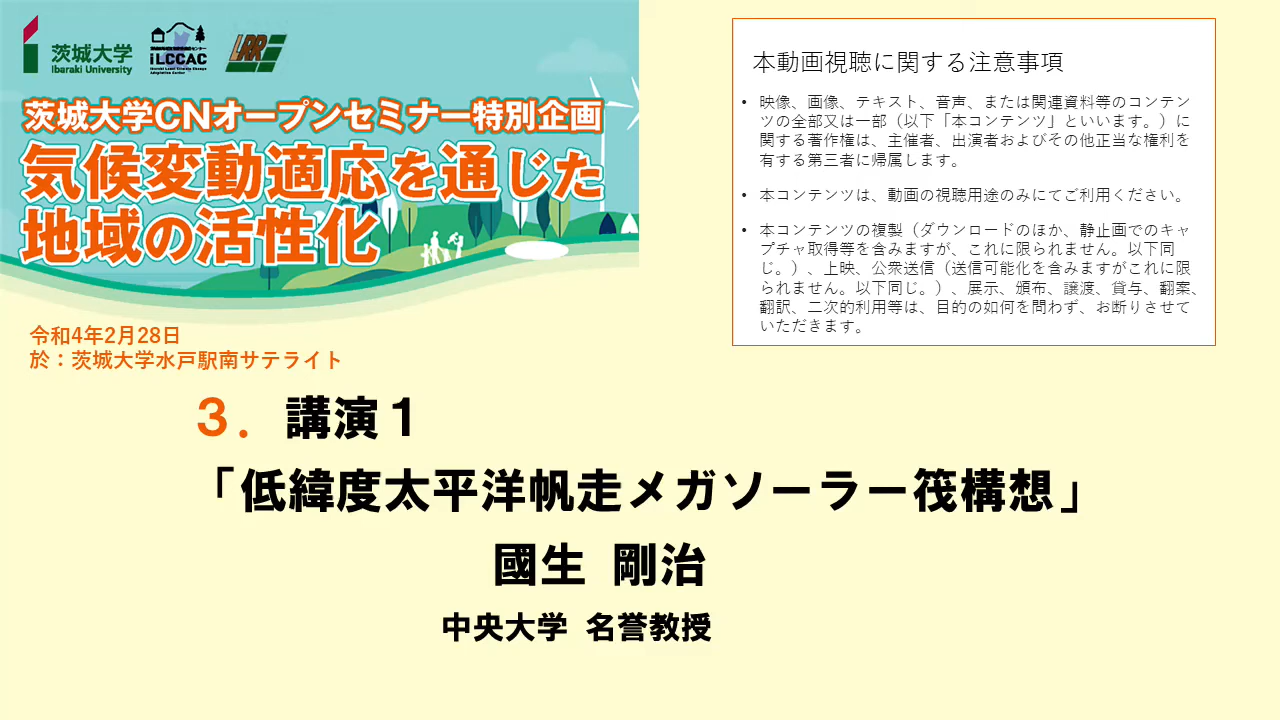 茨城大学
Ibaraki University
iLCCAC
LRRI
茨城大学CNオープンセミナー特別企画
気候変動適応を通じた
地域の活性化
令和4年2月28日
於：茨城大学水戸駅南サテライト
本動画視聴に関する注意事項
• 映像、画像、テキスト、音声、または関連資料等のコンテン
ツの全部又は一部（以下「本コンテンツ」といいます。）に
関する著作権は、主催者、出演者およびその他正当な権利を
有する第三者に帰属します。
• 本コンテンツは、動画の視聴用途のみにてご利用ください。
• 本コンテンツの複製（ダウンロードのほか、静止画でのキャ
プチャ取得等を含みますが、これに限られません。以下同
じ。）、上映、公衆送信（送信可能化を含みますがこれに限
られません。以下同じ。）、展示、頒布、譲渡、貸与、翻案、
翻訳、二次的利用等は、目的の如何を問わず、お断りさせて
いただきます。
３．講演１
「低緯度太平洋帆走メガソーラー筏構想」
國生 剛治
中央大学 名誉教授